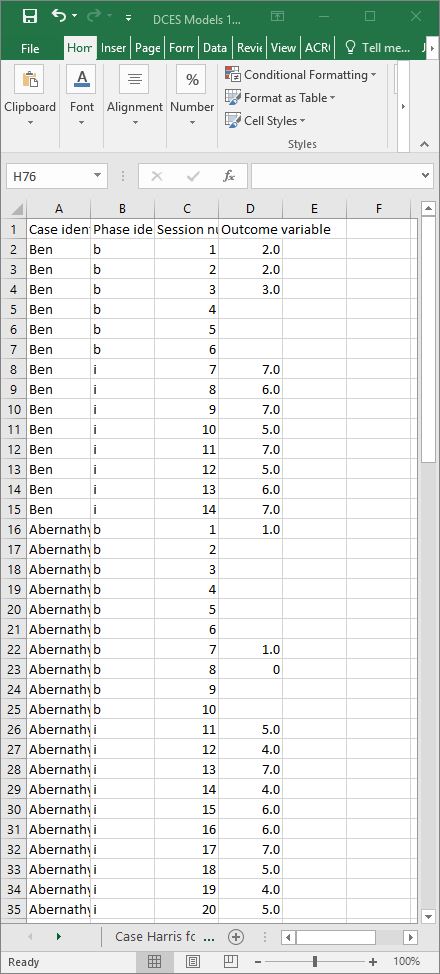 DCES Models 1...
File Hom Inser Page Forn Data Revie View ACR Tell me...
Clipboard
Font
Alignment
%
Number
Conditional Formatting
Format as Table
Cell Styles
Styles
H76 fx
A B C D E F
1 Case iden Phase ide Session nu Outcome variable
2 Ben b 1 2.0
3 Ben b 2 2.0
4 Ben b 3 3.0
5 Ben b 4
6 Ben b 5
7 Ben b 6
8 Ben i 7 7.0
9 Ben i 8 6.0
10 Ben i 9 7.0
11 Ben i 10 5.0
12 Ben i 11 7.0
13 Ben i 12 5.0
14 Ben i 13 6.0
15 Ben i 14 7.0
16 Abernathy b 1 1.0
17 Abernathy b 2
18 Abernathy b 3
19 Abernathy b 4
20 Abernathy b 5
21 Abernathy b 6
22 Abernathy b 7 1.0
23 Abernathy b 8 0
24 Abernathy b 9
25 Abernathy b 10
26 Abernathy i 11 5.0
27 Abernathy i 12 4.0
28 Abernathy i 13 7.0
29 Abernathy i 14 4.0
30 Abernathy i 15 6.0
31 Abernathy i 16 6.0
32 Abernathy i 17 7.0
33 Abernathy i 18 5.0
34 Abernathy i 19 4.0
35 Abernathy i 20 5.0
Case Harris fo ...
Ready 100%